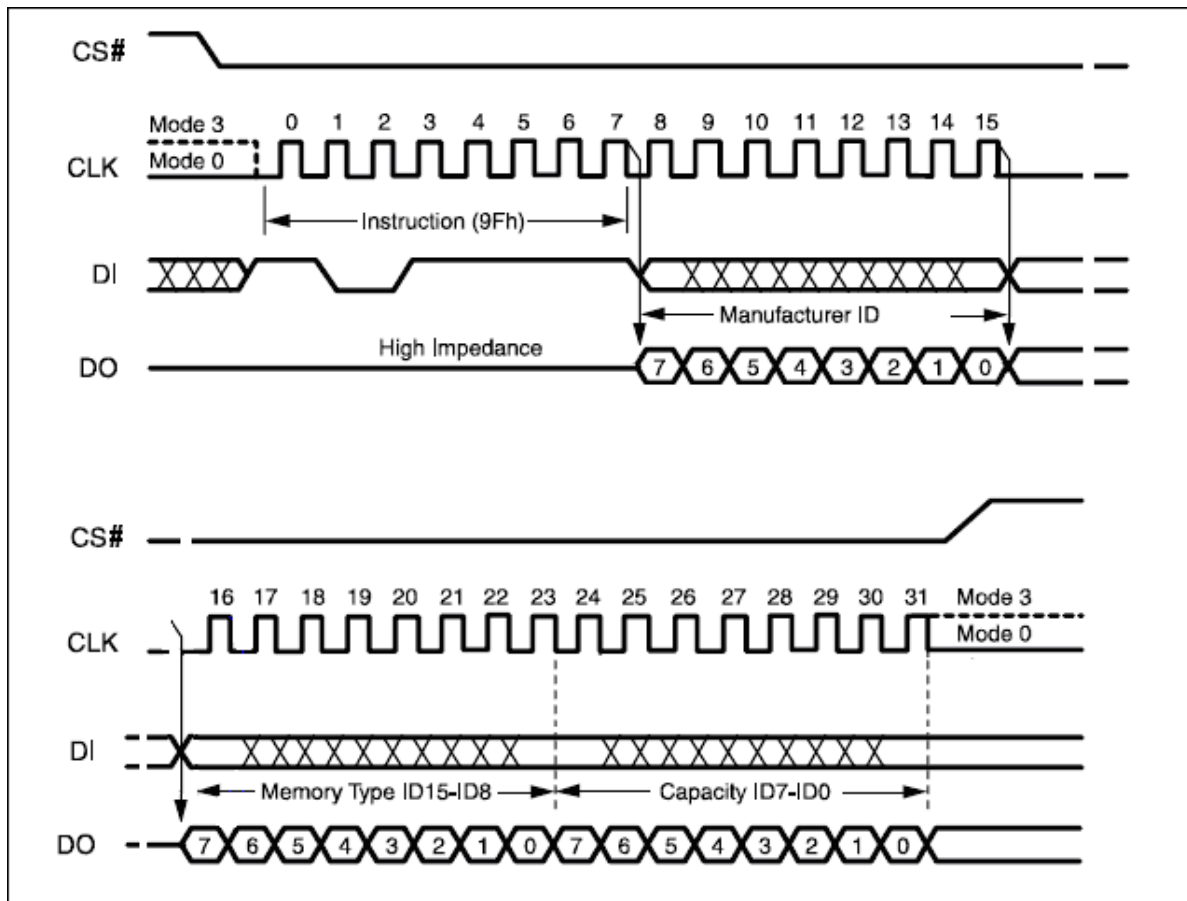 CS#
Mode 3
0 1 2 3 4 5 6 7 8 9 10 11 12 13 14 15
CLK
Mode 0
Instruction (9Fh)
DI
Manufacturer ID
High Impedance
DO
7 6 5 4 3 2 1 0
CS#
16 17 18 19 20 21 22 23 24 25 26 27 28 29 30 31
Mode 3
CLK
Mode 0
DI
Memory Type ID15-ID8
Capacity ID7-ID0
DO
7 6 5 4 3 2 1 0 7 6 5 4 3 2 1 0